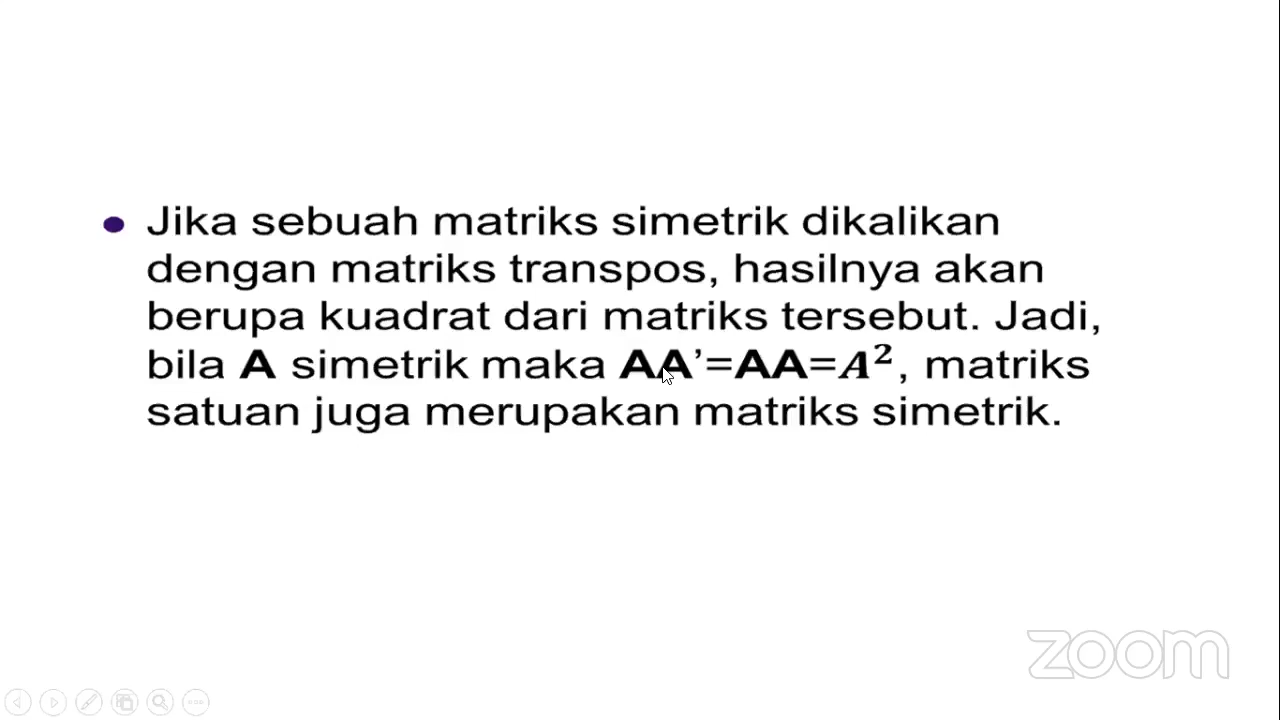 Jika sebuah matriks simetrik dikalikan
dengan matriks transpos, hasilnya akan
berupa kuadrat dari matriks tersebut. Jadi,
bila A simetrik maka AA’=AA=A², matriks
satuan juga merupakan matriks simetrik.
zoom